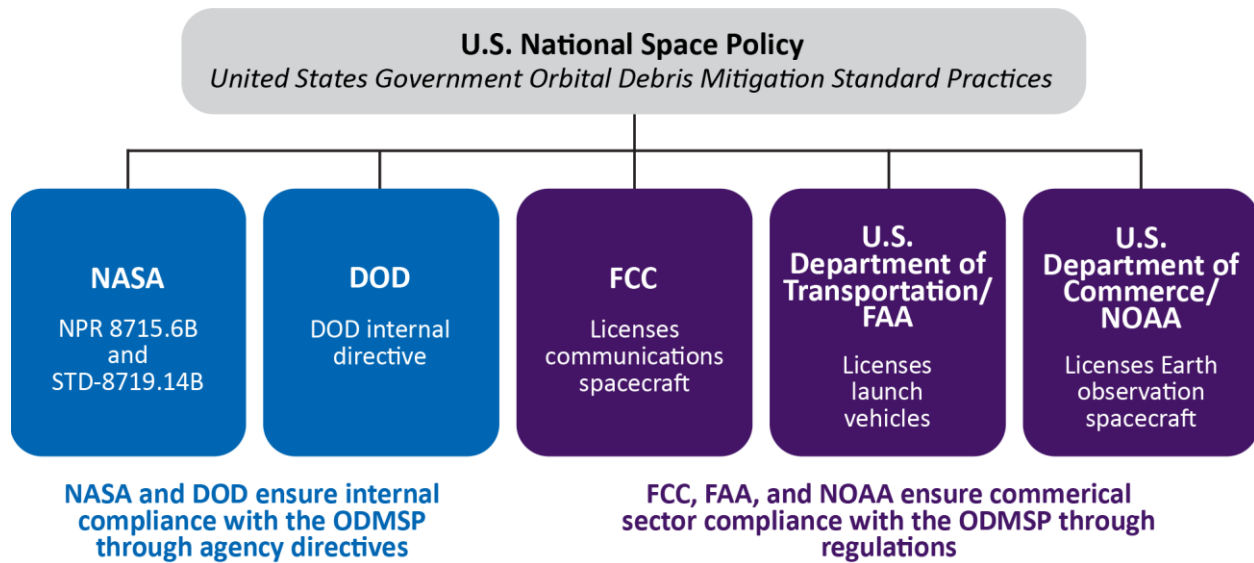 U.S. National Space Policy
United States Government Orbital Debris Mitigation Standard Practices
NASA
NPR 8715.6B
and
STD-8719.14B
DOD
DOD internal
directive
FCC
Licenses
communications
spacecraft
U.S.
Department of
Transportation/
FAA
Licenses
launch
vehicles
U.S.
Department of
Commerce/
NOAA
Licenses Earth
observation
spacecraft
NASA and DOD ensure internal
compliance with the ODMSP
through agency directives
FCC, FAA, and NOAA ensure commerical
sector compliance with the ODMSP through
regulations